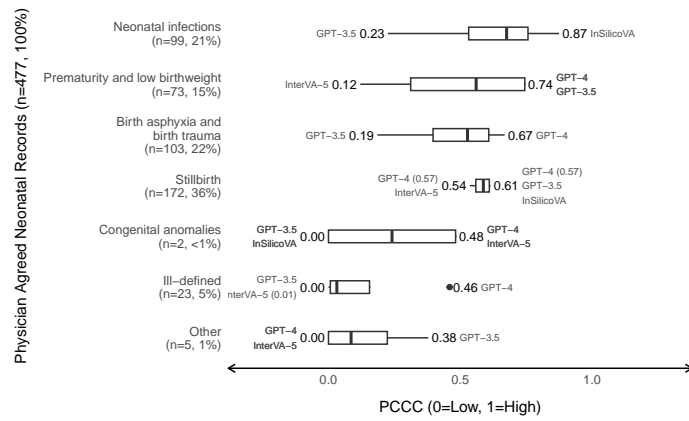 Physician Agreed Neonatal Records (n=477, 100%)
Neonatal infections
(n=99, 21%)
GPT−3.5 0.23
0.87 InSilicoVA
Prematurity and low birthweight
(n=73, 15%)
InterVA−5 0.12
0.74 GPT−4
GPT−3.5
Birth asphyxia and
birth trauma
(n=103, 22%)
GPT−3.5 0.19
0.67 GPT−4
Stillbirth
(n=172, 36%)
GPT−4 (0.57)
InterVA−5
0.54
0.61
GPT−4 (0.57)
GPT−3.5
InSilicoVA
Congenital anomalies
(n=2, <1%)
GPT−3.5
InSilicoVA
0.00
0.48
GPT−4
InterVA−5
Ill−defined
(n=23, 5%)
GPT−3.5
nterVA−5 (0.01)
0.00
0.46 GPT−4
Other
(n=5, 1%)
GPT−4
InterVA−5
0.00
0.38 GPT−3.5
0.0
0.5
1.0
PCCC (0=Low, 1=High)